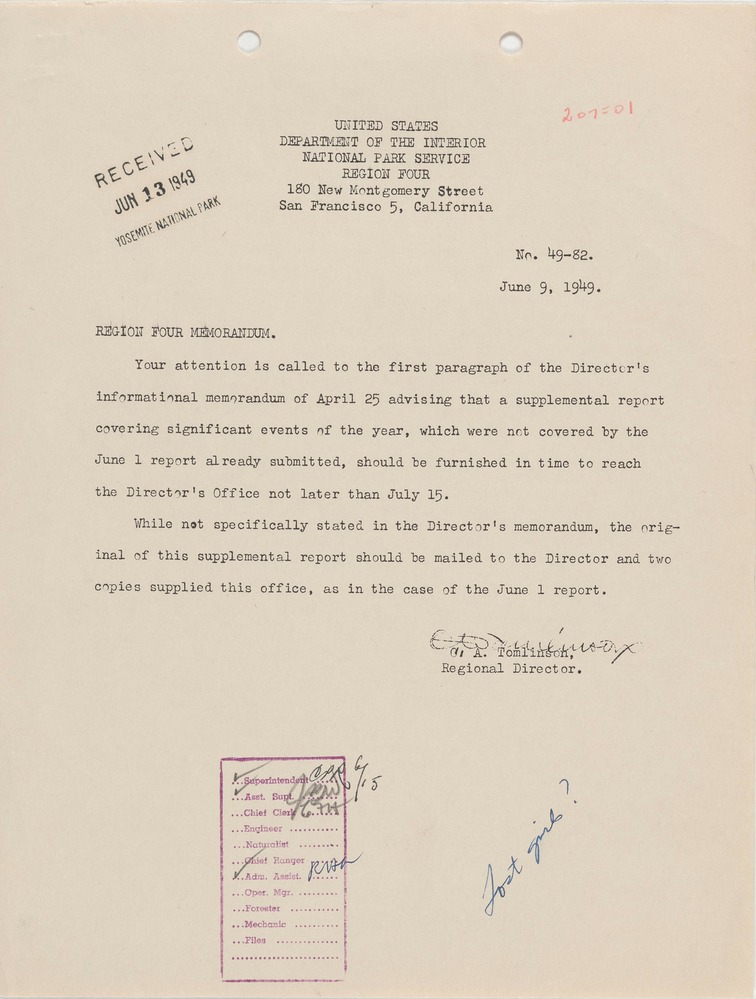 207-01
UNITED STATES
DEPARTMENT OF THE INTERIOR
NATIONAL PARK SERVICE
REGION FOUR
180 New Montgomery Street
San Francisco 5, California
RECEIVED
JUN 13 1949
YOSEMITE NATIONAL PARK
No. 49-82.
June 9, 1949.
REGION FOUR MEMORANDUM.
Your attention is called to the first paragraph of the Director's
informational memorandum of April 25 advising that a supplemental report
covering significant events of the year, which were not covered by the
June 1 report already submitted, should be furnished in time to reach
the Director's Office not later than July 15.
While not specifically stated in the Director's memorandum, the orig-
inal of this supplemental report should be mailed to the Director and two
copies supplied this office, as in the case of the June 1 report.
O. A. Tomlinson,
Regional Director.
...Superintendent
...Asst. Supt. ........
...Chief Clerk ........
...Engineer ...........
...Naturalist .........
...Chief Ranger
...Adm. Assist. .......
...Oper. Mgr. .........
...Forester ...........
...Mechanic ..........
...Files ..............
6/15
Lost girl?